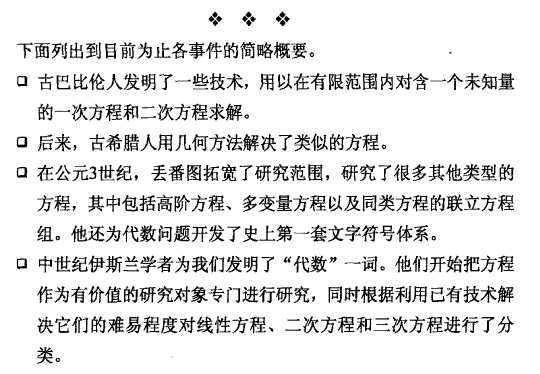 ❖ ❖ ❖
下面列出到目前为止各事件的简略概要。
❑ 古巴比伦人发明了一些技术，用以在有限范围内对含一个未知量
的一次方程和二次方程求解。
❑ 后来，古希腊人用几何方法解决了类似的方程。
❑ 在公元3世纪，丢番图拓宽了研究范围，研究了很多其他类型的
方程，其中包括高阶方程、多变量方程以及同类方程的联立方程
组。他还为代数问题开发了史上第一套文字符号体系。
❑ 中世纪伊斯兰学者为我们发明了“代数”一词。他们开始把方程
作为有价值的研究对象专门进行研究，同时根据利用已有技术解
决它们的难易程度对线性方程、二次方程和三次方程进行了分
类。